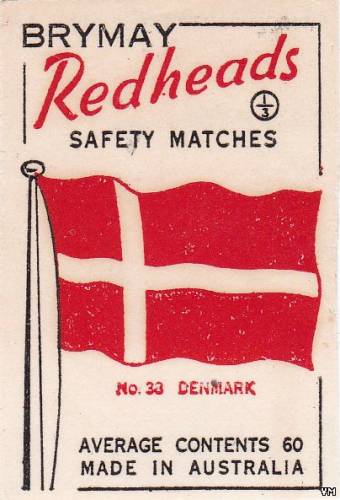 BRYMAY
Redheads
1/3
SAFETY MATCHES
No. 33 DENMARK
AVERAGE CONTENTS 60
MADE IN AUSTRALIA
VM